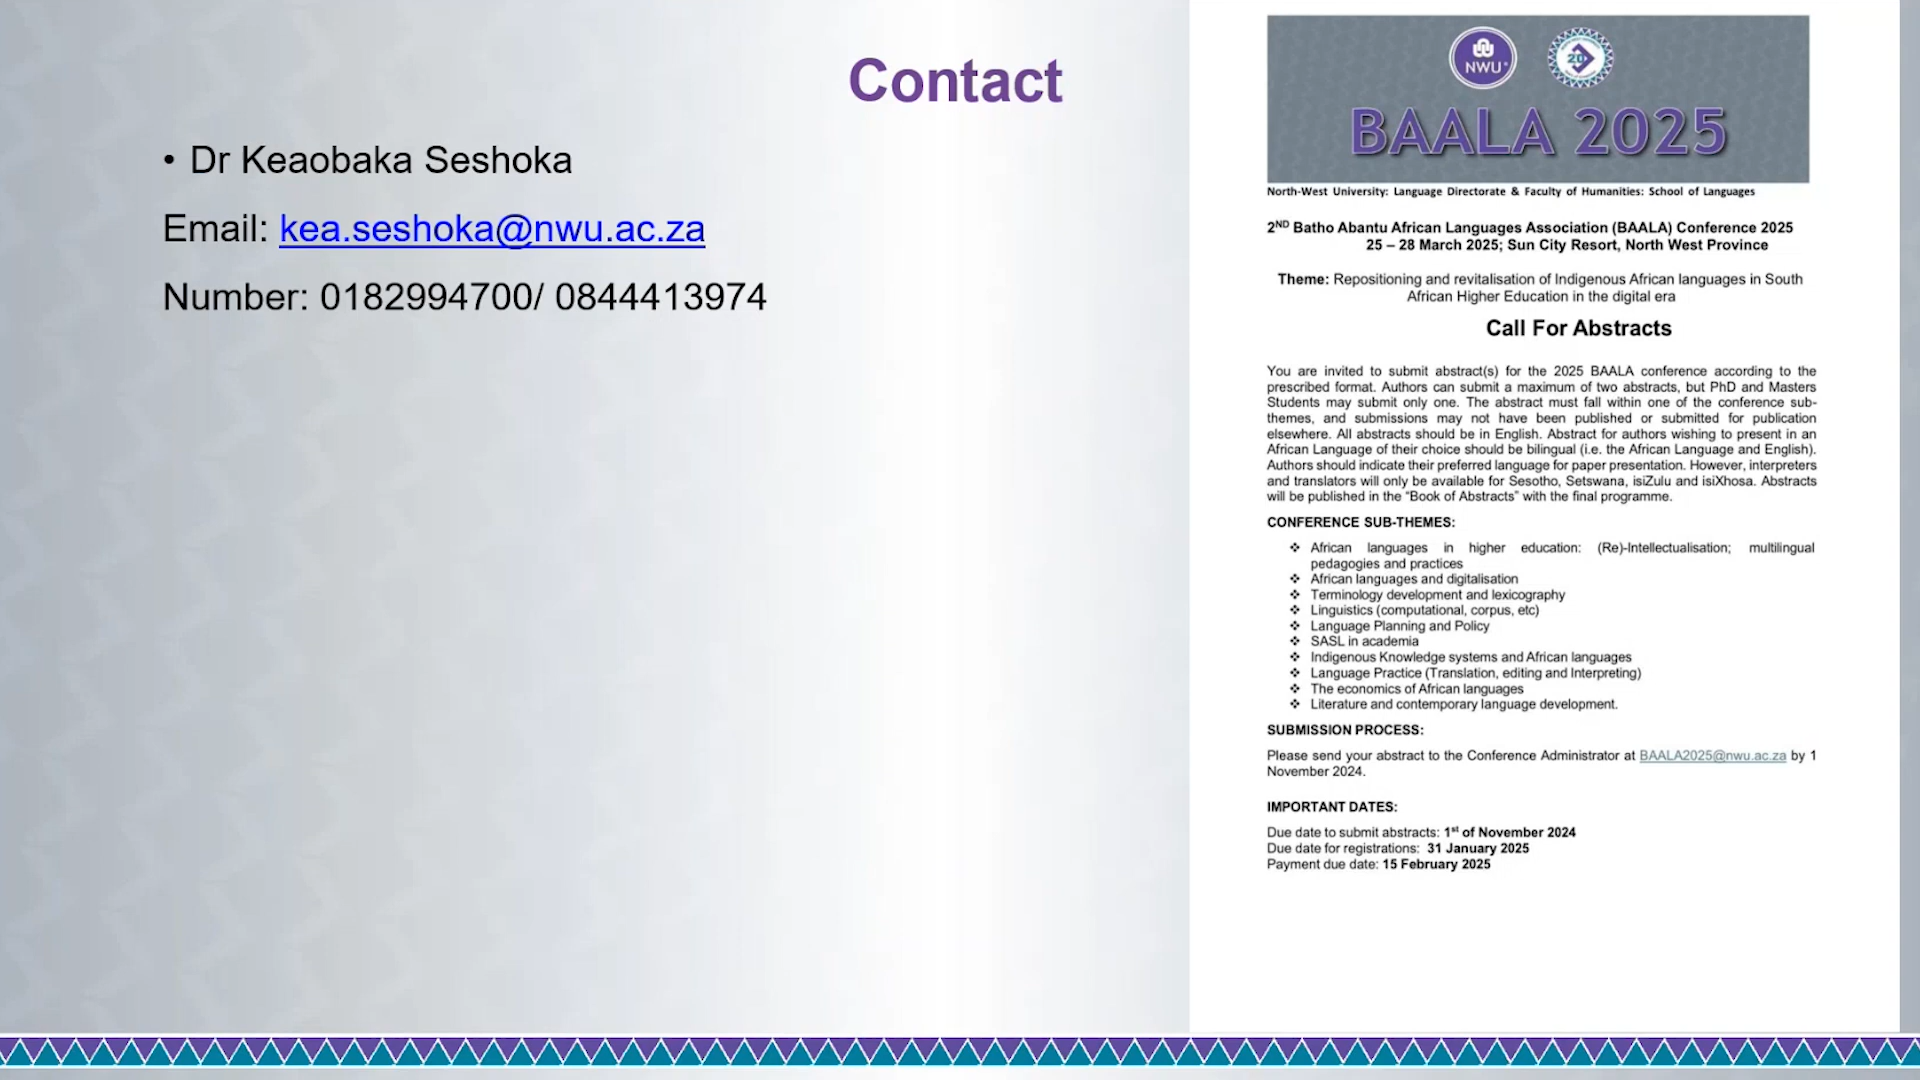 Contact
• Dr Keaobaka Seshoka
Email: kea.seshoka@nwu.ac.za
Number: 0182994700/ 0844413974
NWU®
20
BAALA 2025
North-West University: Language Directorate & Faculty of Humanities: School of Languages
2ND Batho Abantu African Languages Association (BAALA) Conference 2025
25 – 28 March 2025; Sun City Resort, North West Province
Theme: Repositioning and revitalisation of Indigenous African languages in South
African Higher Education in the digital era
Call For Abstracts
You are invited to submit abstract(s) for the 2025 BAALA conference according to the
prescribed format. Authors can submit a maximum of two abstracts, but PhD and Masters
Students may submit only one. The abstract must fall within one of the conference sub-
themes, and submissions may not have been published or submitted for publication
elsewhere. All abstracts should be in English. Abstract for authors wishing to present in an
African Language of their choice should be bilingual (i.e. the African Language and English).
Authors should indicate their preferred language for paper presentation. However, interpreters
and translators will only be available for Sesotho, Setswana, isiZulu and isiXhosa. Abstracts
will be published in the “Book of Abstracts” with the final programme.
CONFERENCE SUB-THEMES:
❖ African languages in higher education: (Re)-Intellectualisation; multilingual
pedagogies and practices
❖ African languages and digitalisation
❖ Terminology development and lexicography
❖ Linguistics (computational, corpus, etc)
❖ Language Planning and Policy
❖ SASL in academia
❖ Indigenous Knowledge systems and African languages
❖ Language Practice (Translation, editing and Interpreting)
❖ The economics of African languages
❖ Literature and contemporary language development.
SUBMISSION PROCESS:
Please send your abstract to the Conference Administrator at BAALA2025@nwu.ac.za by 1
November 2024.
IMPORTANT DATES:
Due date to submit abstracts: 1st of November 2024
Due date for registrations: 31 January 2025
Payment due date: 15 February 2025